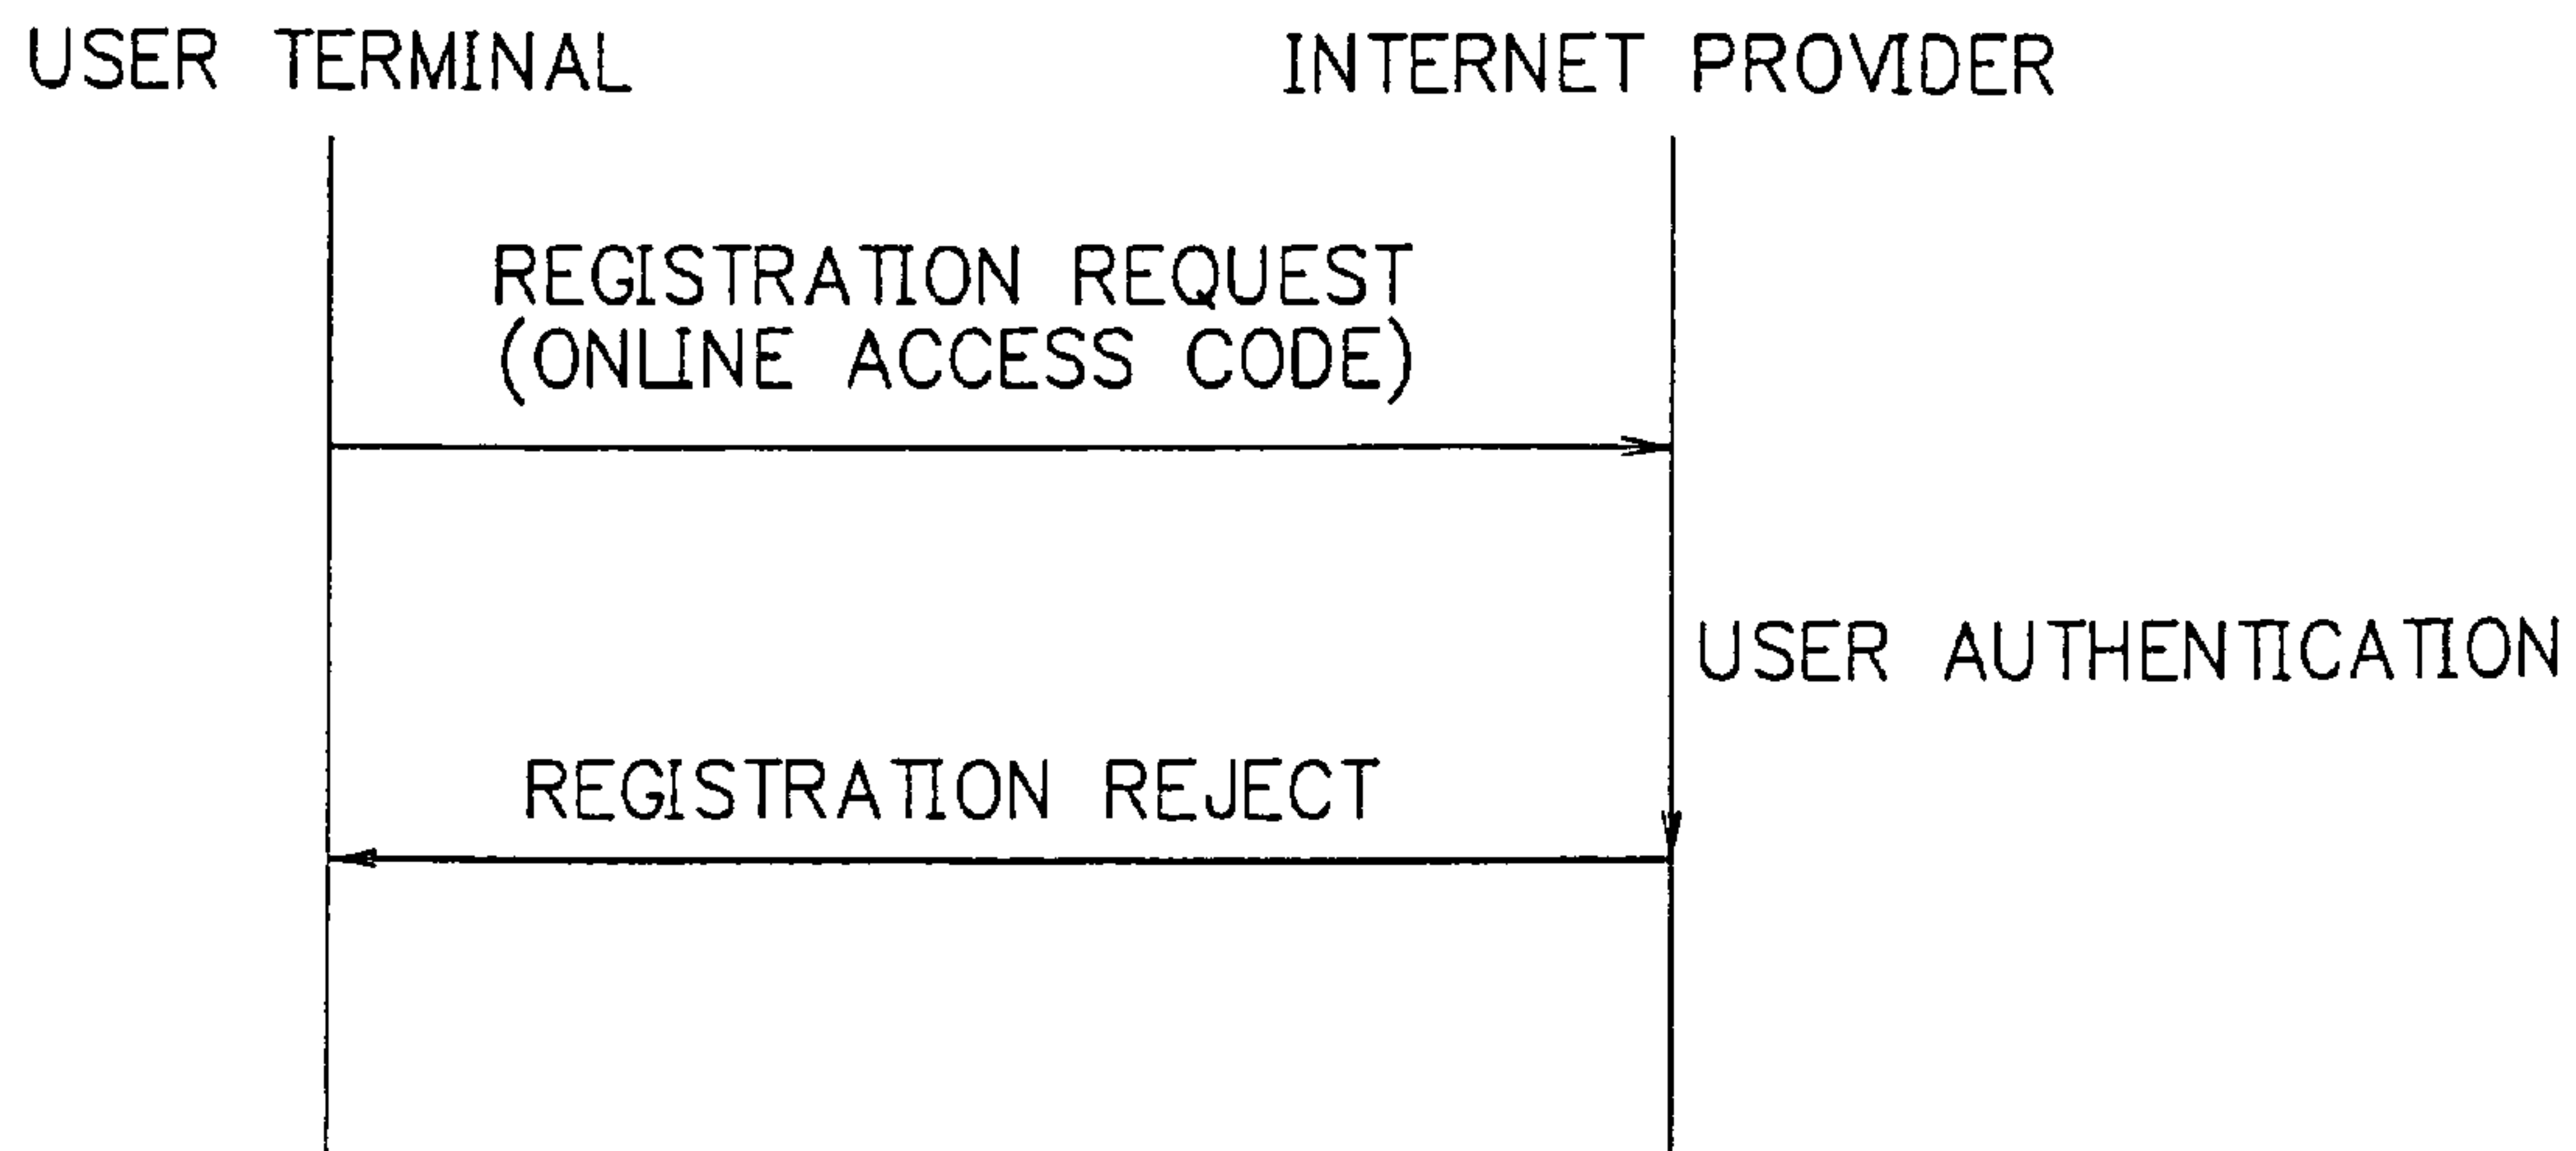 USER TERMINAL
INTERNET PROVIDER
REGISTRATION REQUEST
(ONLINE ACCESS CODE)
USER AUTHENTICATION
REGISTRATION REJECT